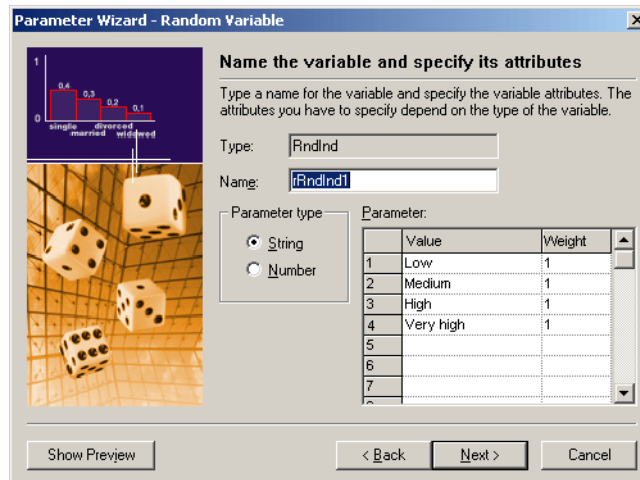 Parameter Wizard - Random Variable
1
0,4
0,3
0,2
0,1
0
single
married
divorced
widowed
Name the variable and specify its attributes
Type a name for the variable and specify the variable attributes. The
attributes you have to specify depend on the type of the variable.
Type: RndInd
Name: rRndInd1
Parameter type
String
Number
Parameter:
Value Weight
1 Low 1
2 Medium 1
3 High 1
4 Very high 1
5
6
7
Show Preview < Back Next > Cancel